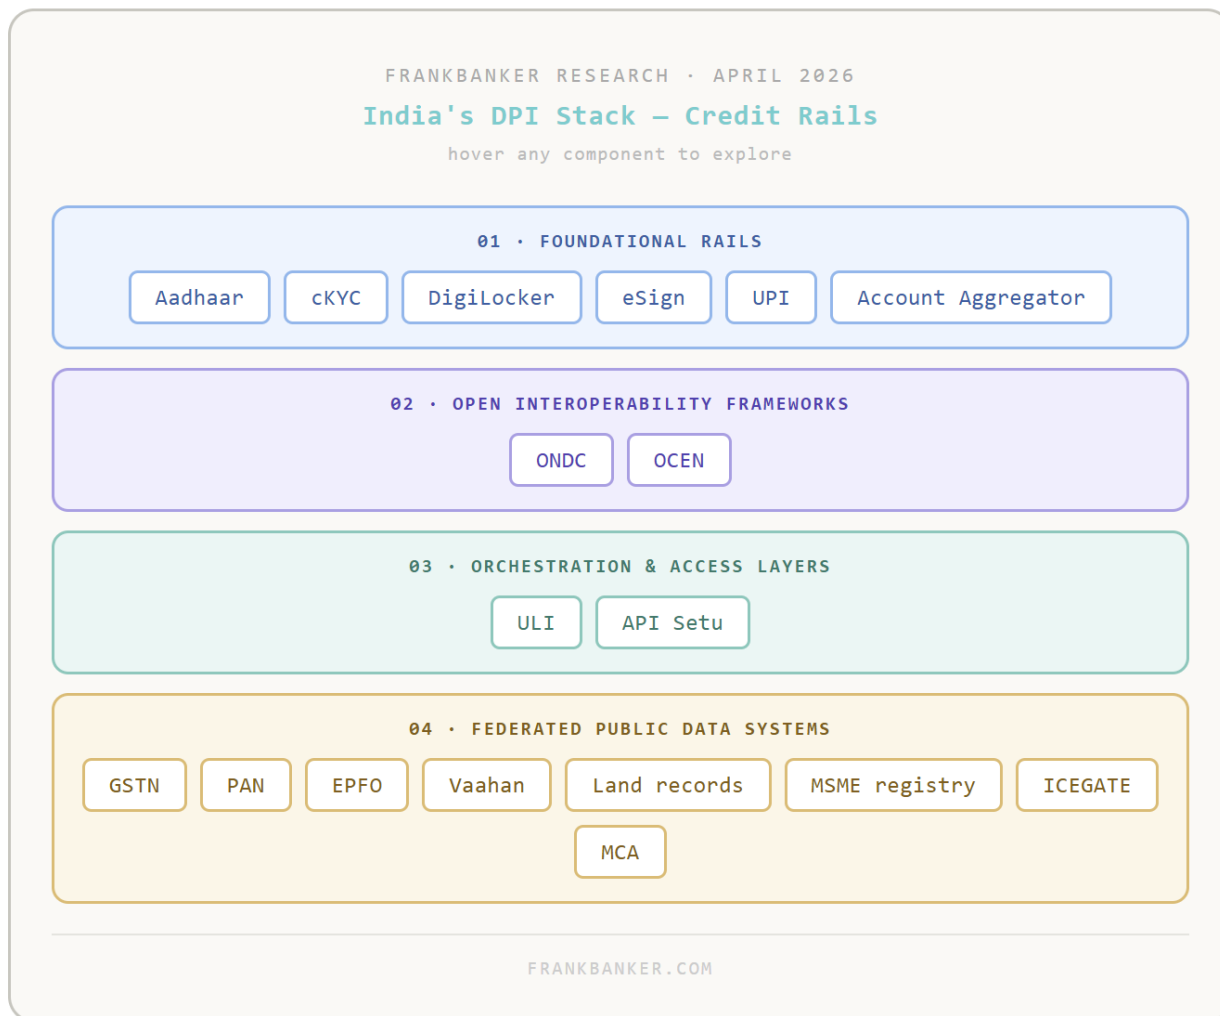 FRANKBANKER RESEARCH · APRIL 2026
India's DPI Stack — Credit Rails
hover any component to explore
01 · FOUNDATIONAL RAILS
Aadhaar cKYC DigiLocker eSign UPI Account Aggregator
02 · OPEN INTEROPERABILITY FRAMEWORKS
ONDC OCEN
03 · ORCHESTRATION & ACCESS LAYERS
ULI API Setu
04 · FEDERATED PUBLIC DATA SYSTEMS
GSTN PAN EPFO Vaahan Land records MSME registry ICEGATE
MCA
FRANKBANKER.COM